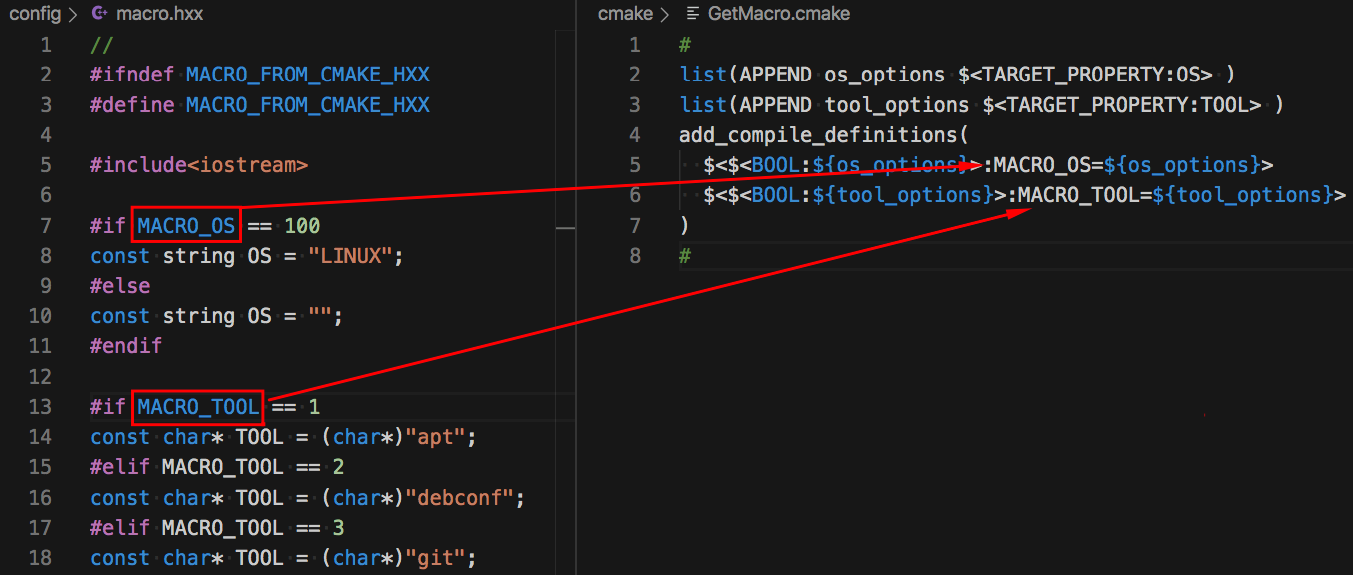 config > macro.hxx
1 //
2 #ifndef MACRO_FROM_CMAKE_HXX
3 #define MACRO_FROM_CMAKE_HXX
4
5 #include<iostream>
6
7 #if MACRO_OS == 100
8 const string OS = "LINUX";
9 #else
10 const string OS = "";
11 #endif
12
13 #if MACRO_TOOL == 1
14 const char* TOOL = (char*)"apt";
15 #elif MACRO_TOOL == 2
16 const char* TOOL = (char*)"debconf";
17 #elif MACRO_TOOL == 3
18 const char* TOOL = (char*)"git";
cmake > GetMacro.cmake
1 #
2 list(APPEND os_options $<TARGET_PROPERTY:OS> )
3 list(APPEND tool_options $<TARGET_PROPERTY:TOOL> )
4 add_compile_definitions(
5 $<$<BOOL:${os_options}>:MACRO_OS=${os_options}>
6 $<$<BOOL:${tool_options}>:MACRO_TOOL=${tool_options}>
7 )
8 #